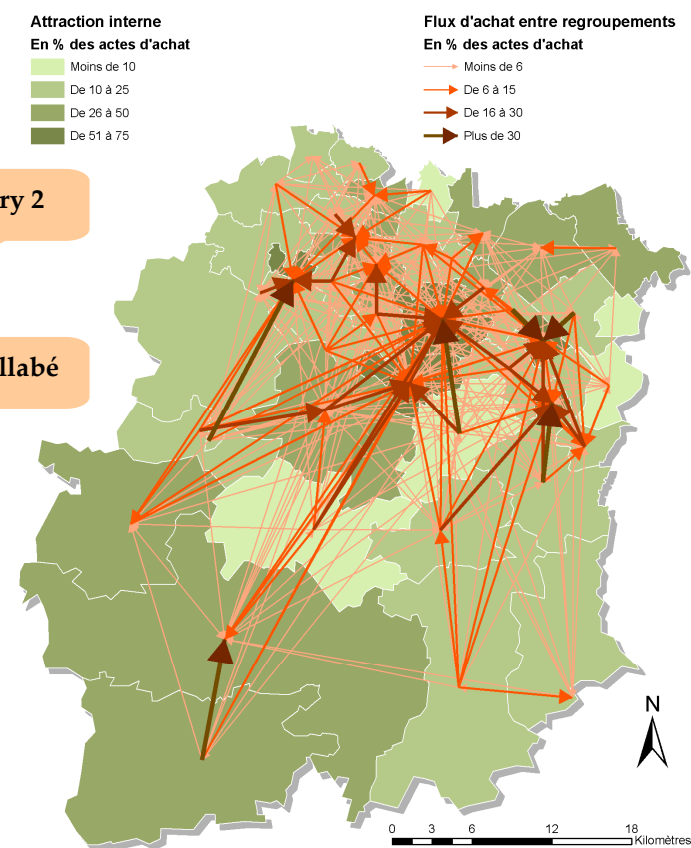 Attraction interne
En % des actes d'achat
Moins de 10
De 10 à 25
De 26 à 50
De 51 à 75
Flux d'achat entre regroupements
En % des actes d'achat
Moins de 6
De 6 à 15
De 16 à 30
Plus de 30
ry 2
llabé
N
0 3 6 12 18
Kilomètres